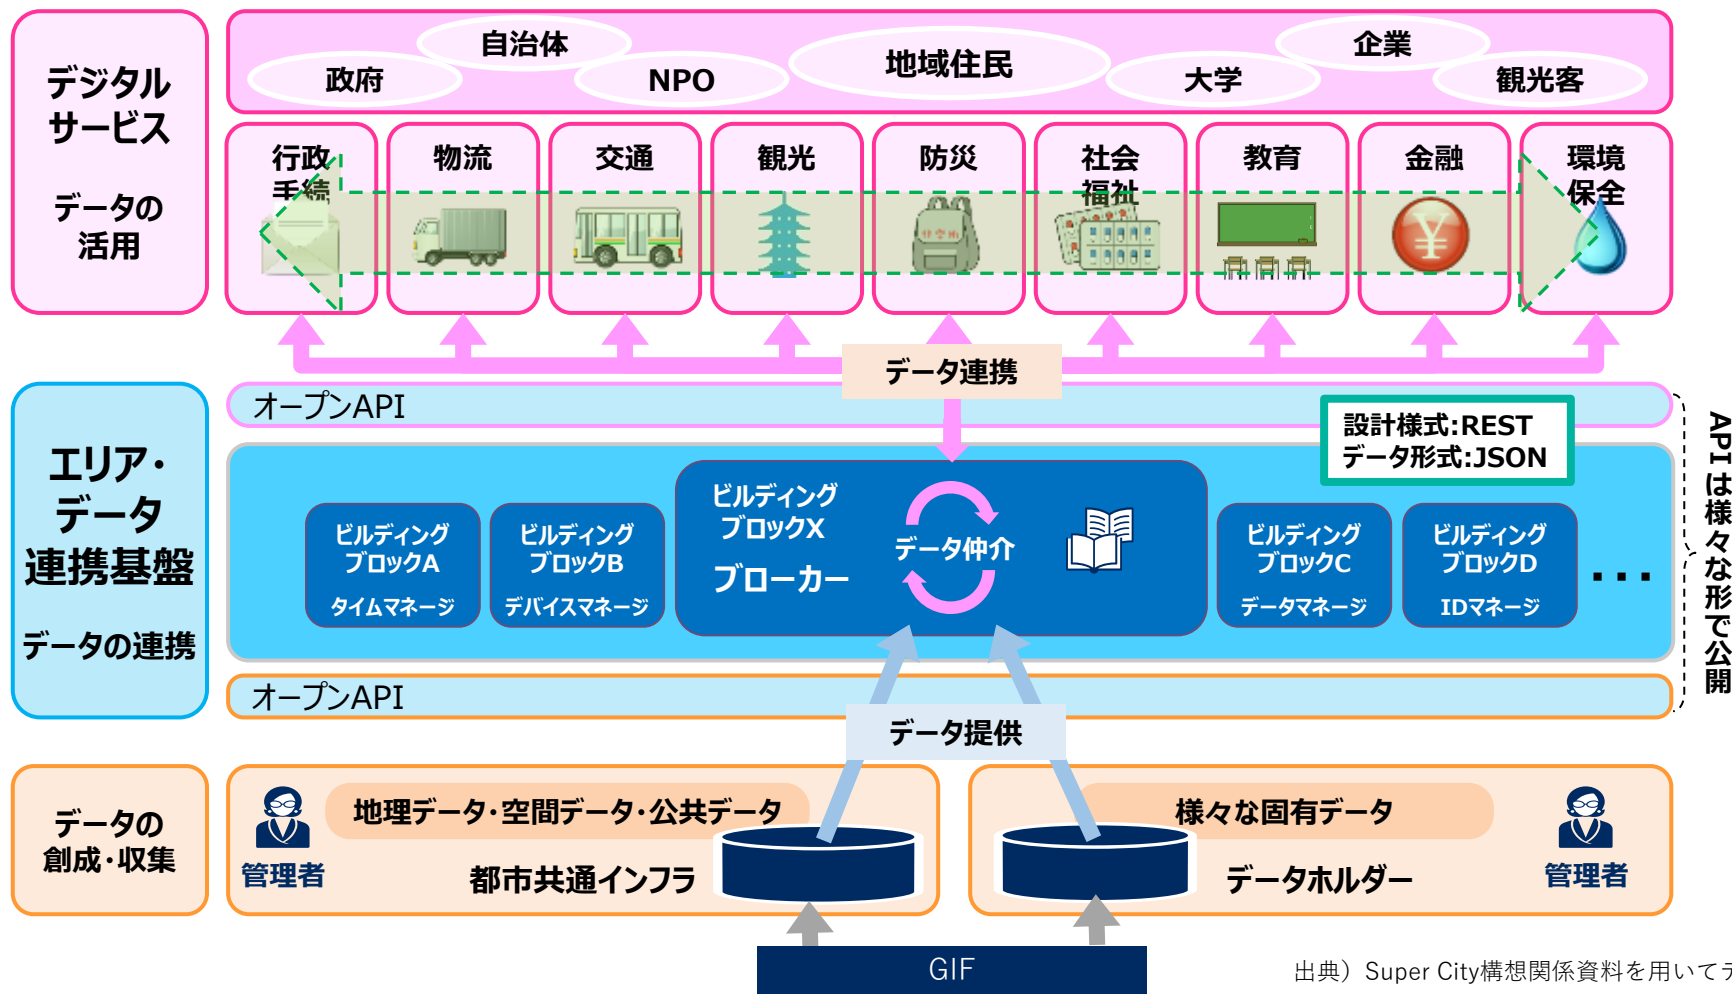 デジタル
サービス
データの
活用
自治体
政府
NPO
地域住民
大学
企業
観光客
行政
手続
物流
交通
観光
防災
社会
福祉
教育
金融
環境
保全
データ連携
エリア・
データ
連携基盤
データの連携
オープンAPI
設計様式:REST
データ形式:JSON
ビルディング
ブロックA
タイムマネージ
ビルディング
ブロックB
デバイスマネージ
ビルディング
ブロックX
ブローカー
データ仲介
ビルディング
ブロックC
データマネージ
ビルディング
ブロックD
IDマネージ
・・・
オープンAPI
APIは様々な形で公開
データ提供
データの
創成・収集
地理データ・空間データ・公共データ
管理者
都市共通インフラ
様々な固有データ
データホルダー
管理者
GIF
出典）Super City構想関係資料を用いてデ